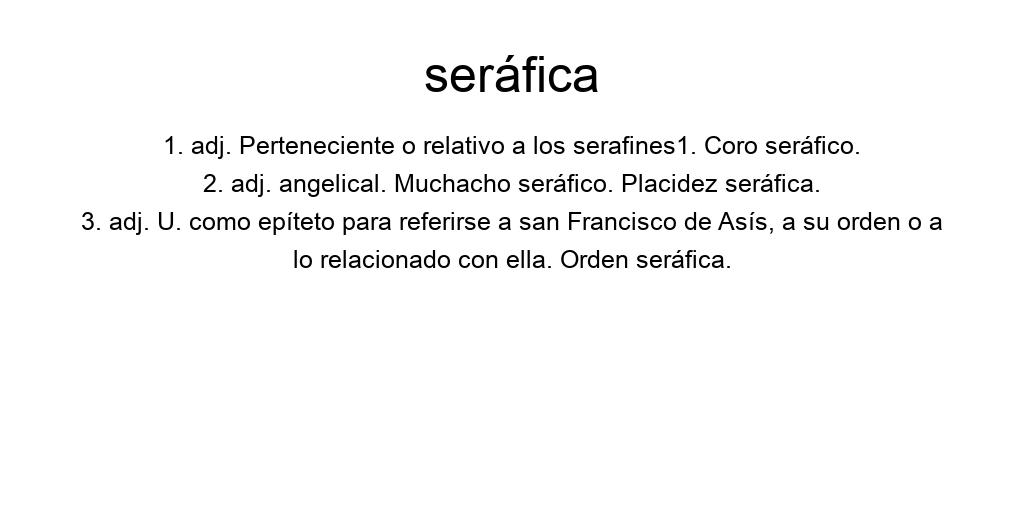 seráfica
1. adj. Perteneciente o relativo a los serafines1. Coro seráfico.
2. adj. angelical. Muchacho seráfico. Placidez seráfica.
3. adj. U. como epíteto para referirse a san Francisco de Asís, a su orden o a
lo relacionado con ella. Orden seráfica.